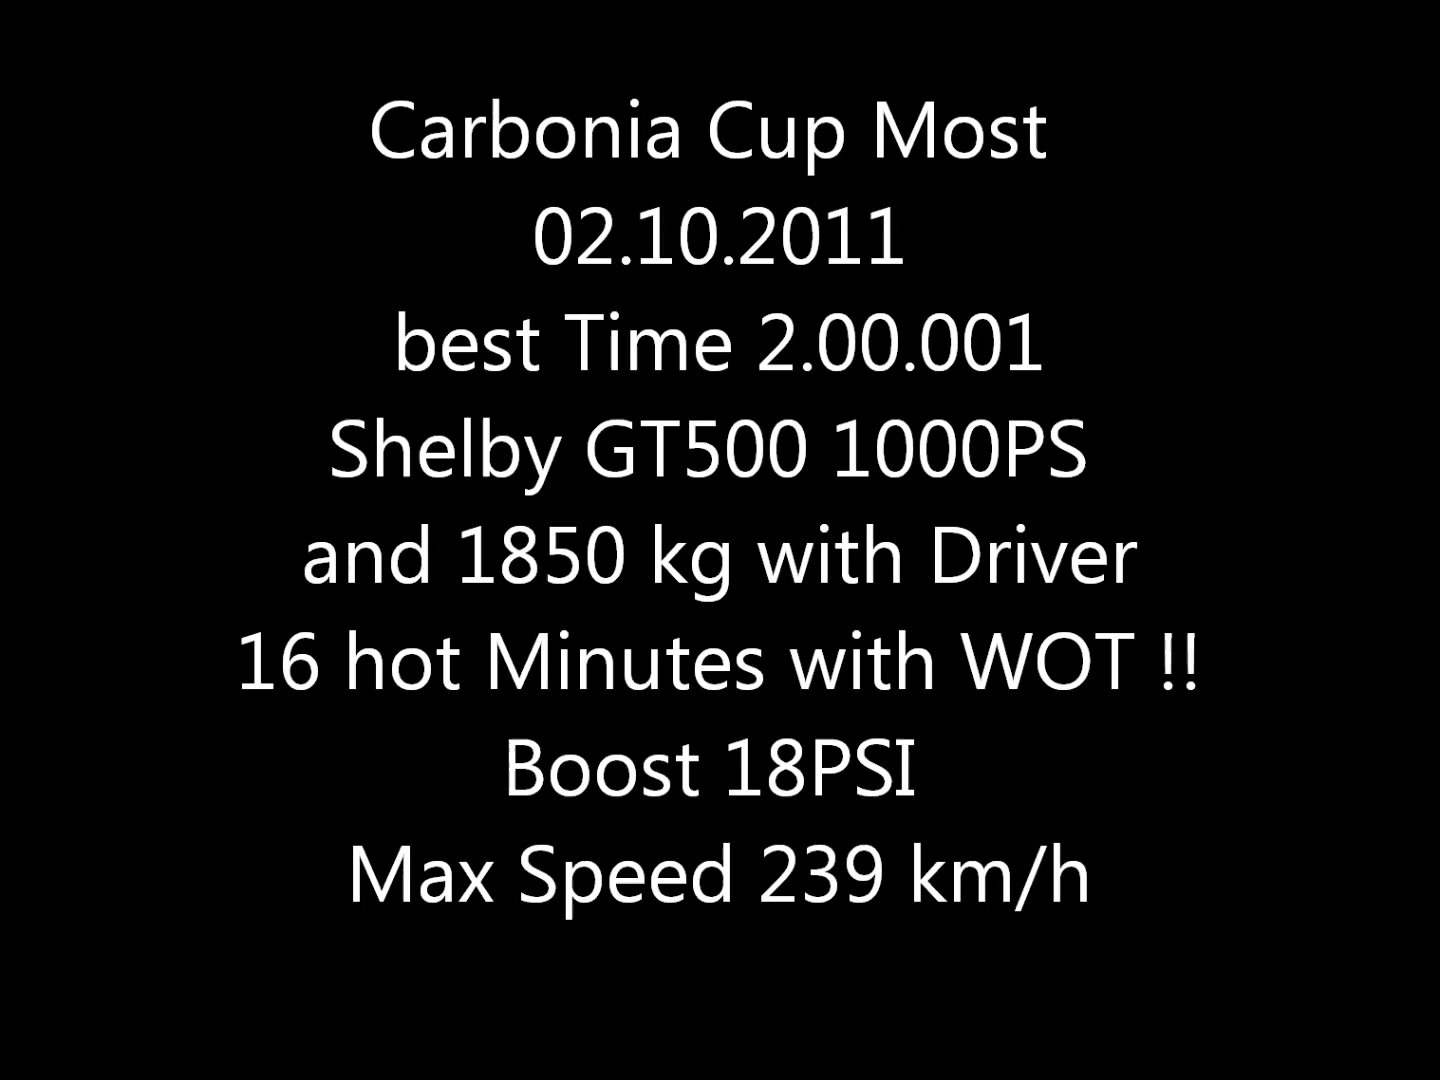 Carbonia Cup Most
02.10.2011
best Time 2.00.001
Shelby GT500 1000PS
and 1850 kg with Driver
16 hot Minutes with WOT !!
Boost 18PSI
Max Speed 239 km/h